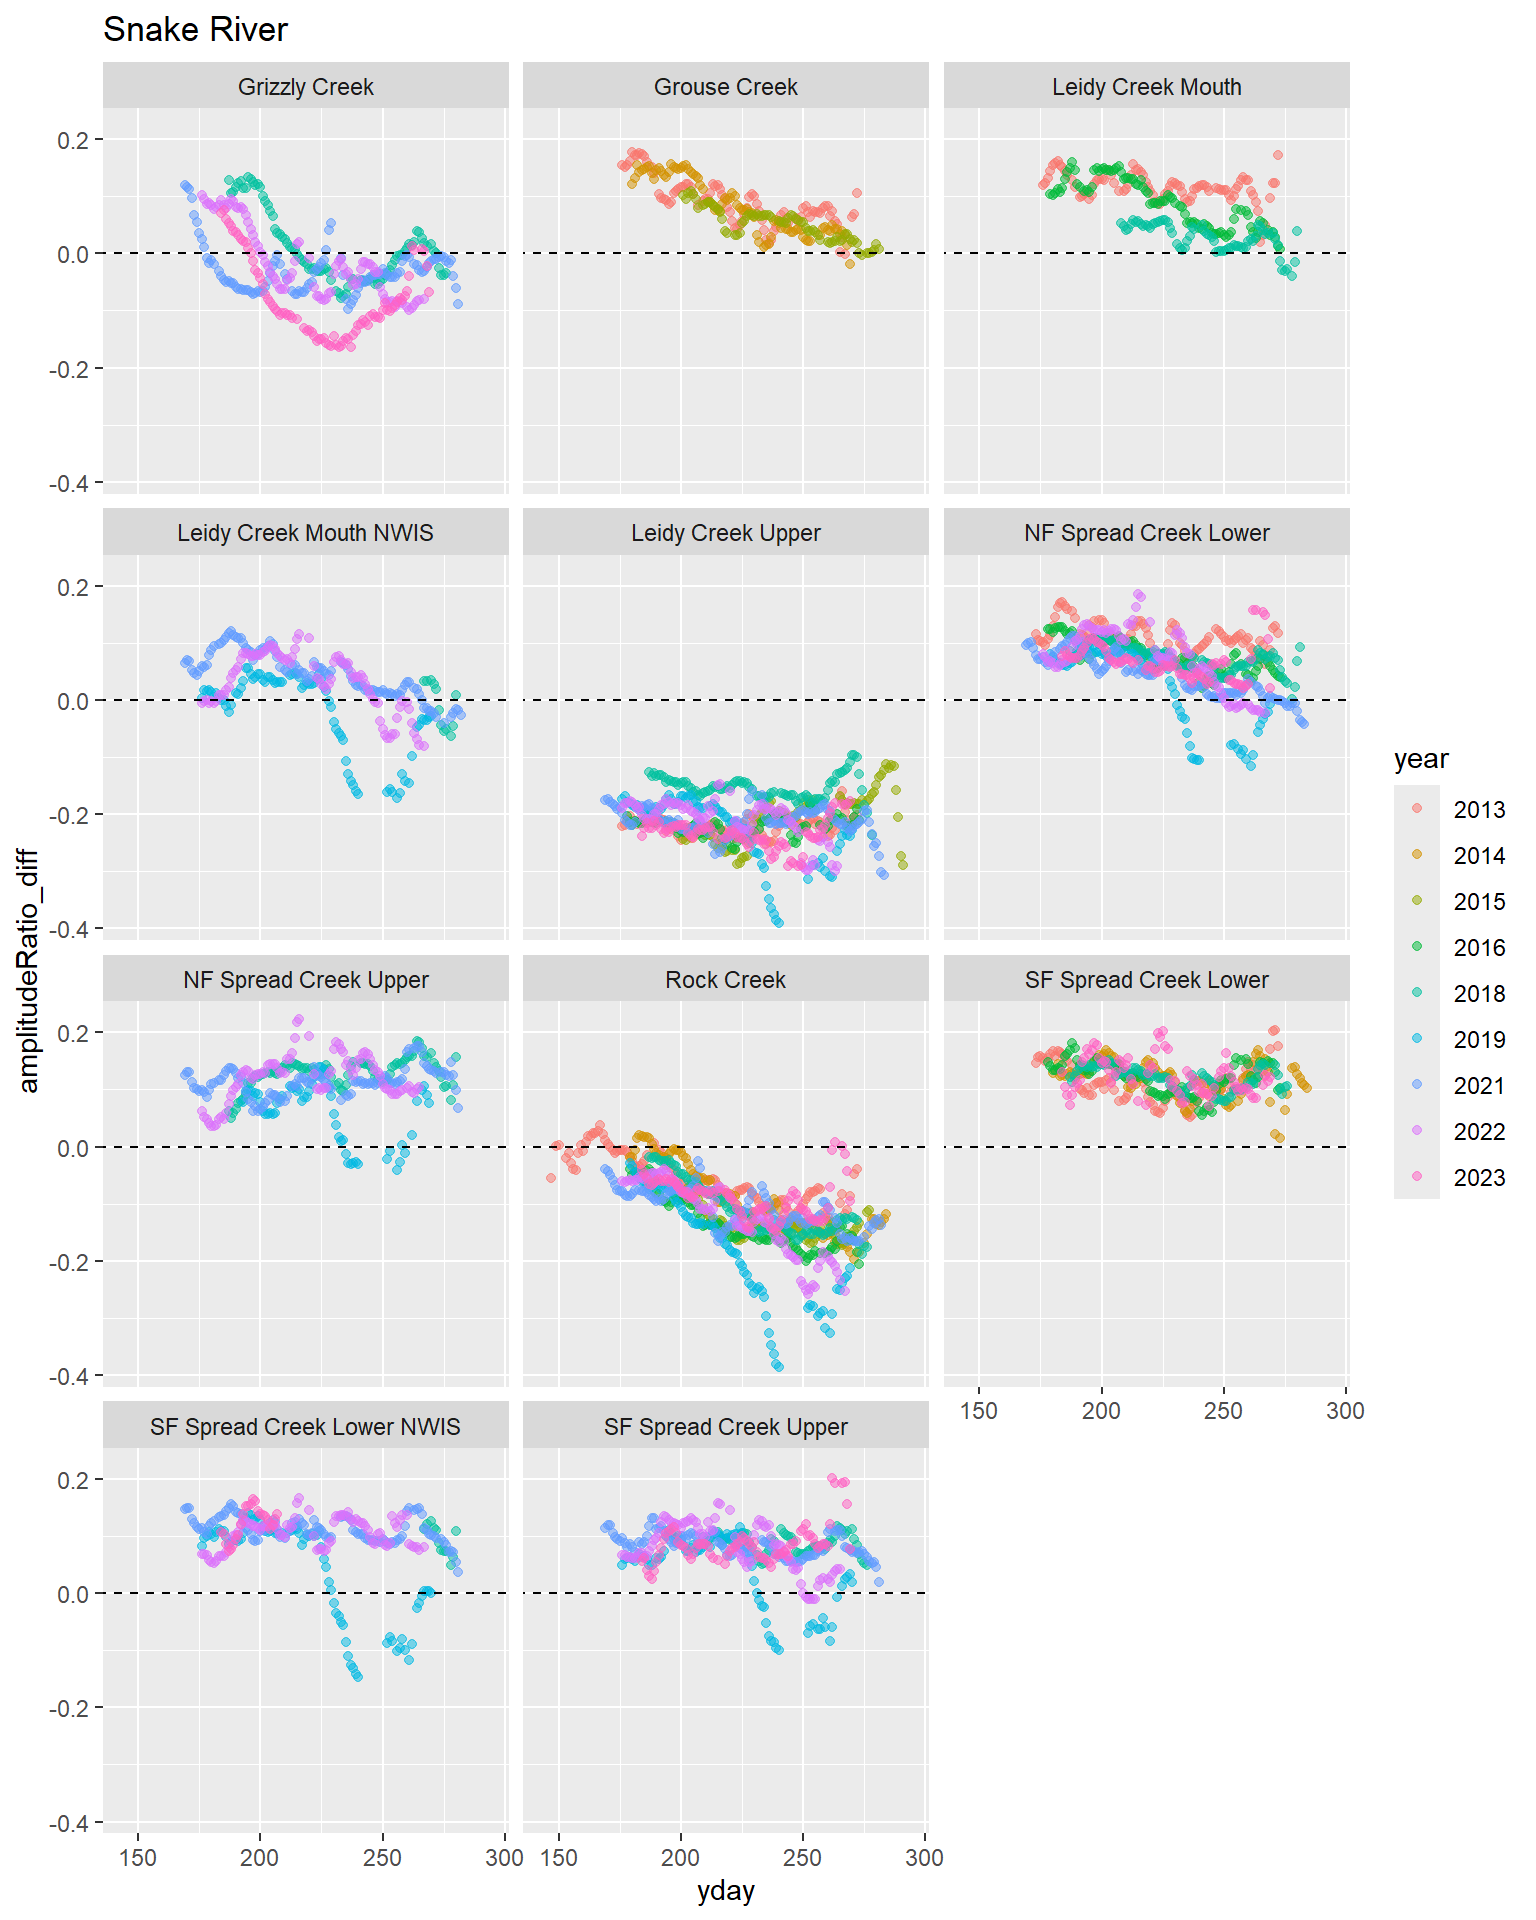 Snake River
Grizzly Creek
Grouse Creek
Leidy Creek Mouth
0.2
0.0
-0.2
-0.4
Leidy Creek Mouth NWIS
Leidy Creek Upper
NF Spread Creek Lower
0.2
0.0
-0.2
-0.4
NF Spread Creek Upper
Rock Creek
SF Spread Creek Lower
0.2
0.0
-0.2
-0.4
150 200 250 300
SF Spread Creek Lower NWIS
SF Spread Creek Upper
0.2
0.0
-0.2
-0.4
150 200 250 300
150 200 250 300
yday
amplitudeRatio_diff
year
2013
2014
2015
2016
2018
2019
2021
2022
2023